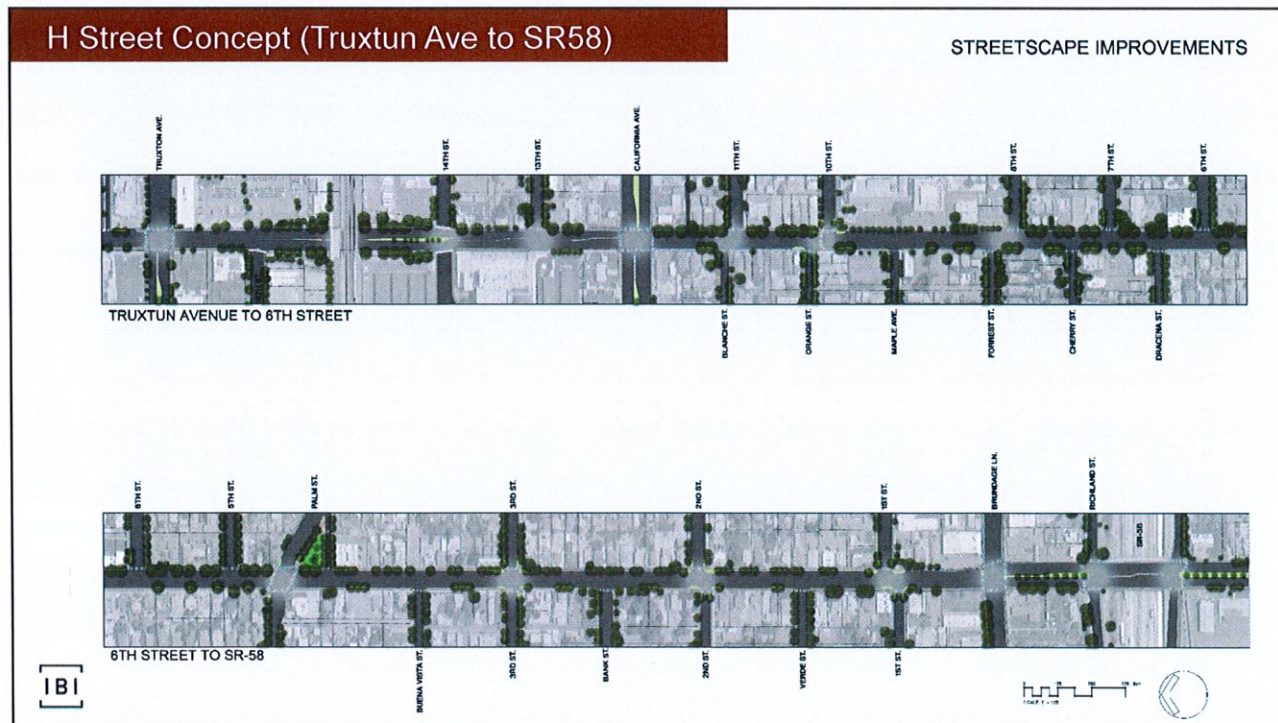 H Street Concept (Truxtun Ave to SR58)
STREETSCAPE IMPROVEMENTS
TRUXTON AVE.
14TH ST.
13TH ST.
CALIFORNIA AVE.
11TH ST.
10TH ST.
8TH ST.
7TH ST.
6TH ST.
TRUXTUN AVENUE TO 6TH STREET
BLANCHE ST.
ORANGE ST.
MAPLE AVE.
FORREST ST.
CHERRY ST.
DRACENA ST.
6TH ST.
5TH ST.
PALM ST.
3RD ST.
2ND ST.
1ST ST.
BRUNDAGE LN.
RICHLAND ST.
SR-58
6TH STREET TO SR-58
BUENA VISTA ST.
3RD ST.
BANK ST.
2ND ST.
VERDE ST.
1ST ST.
IBI